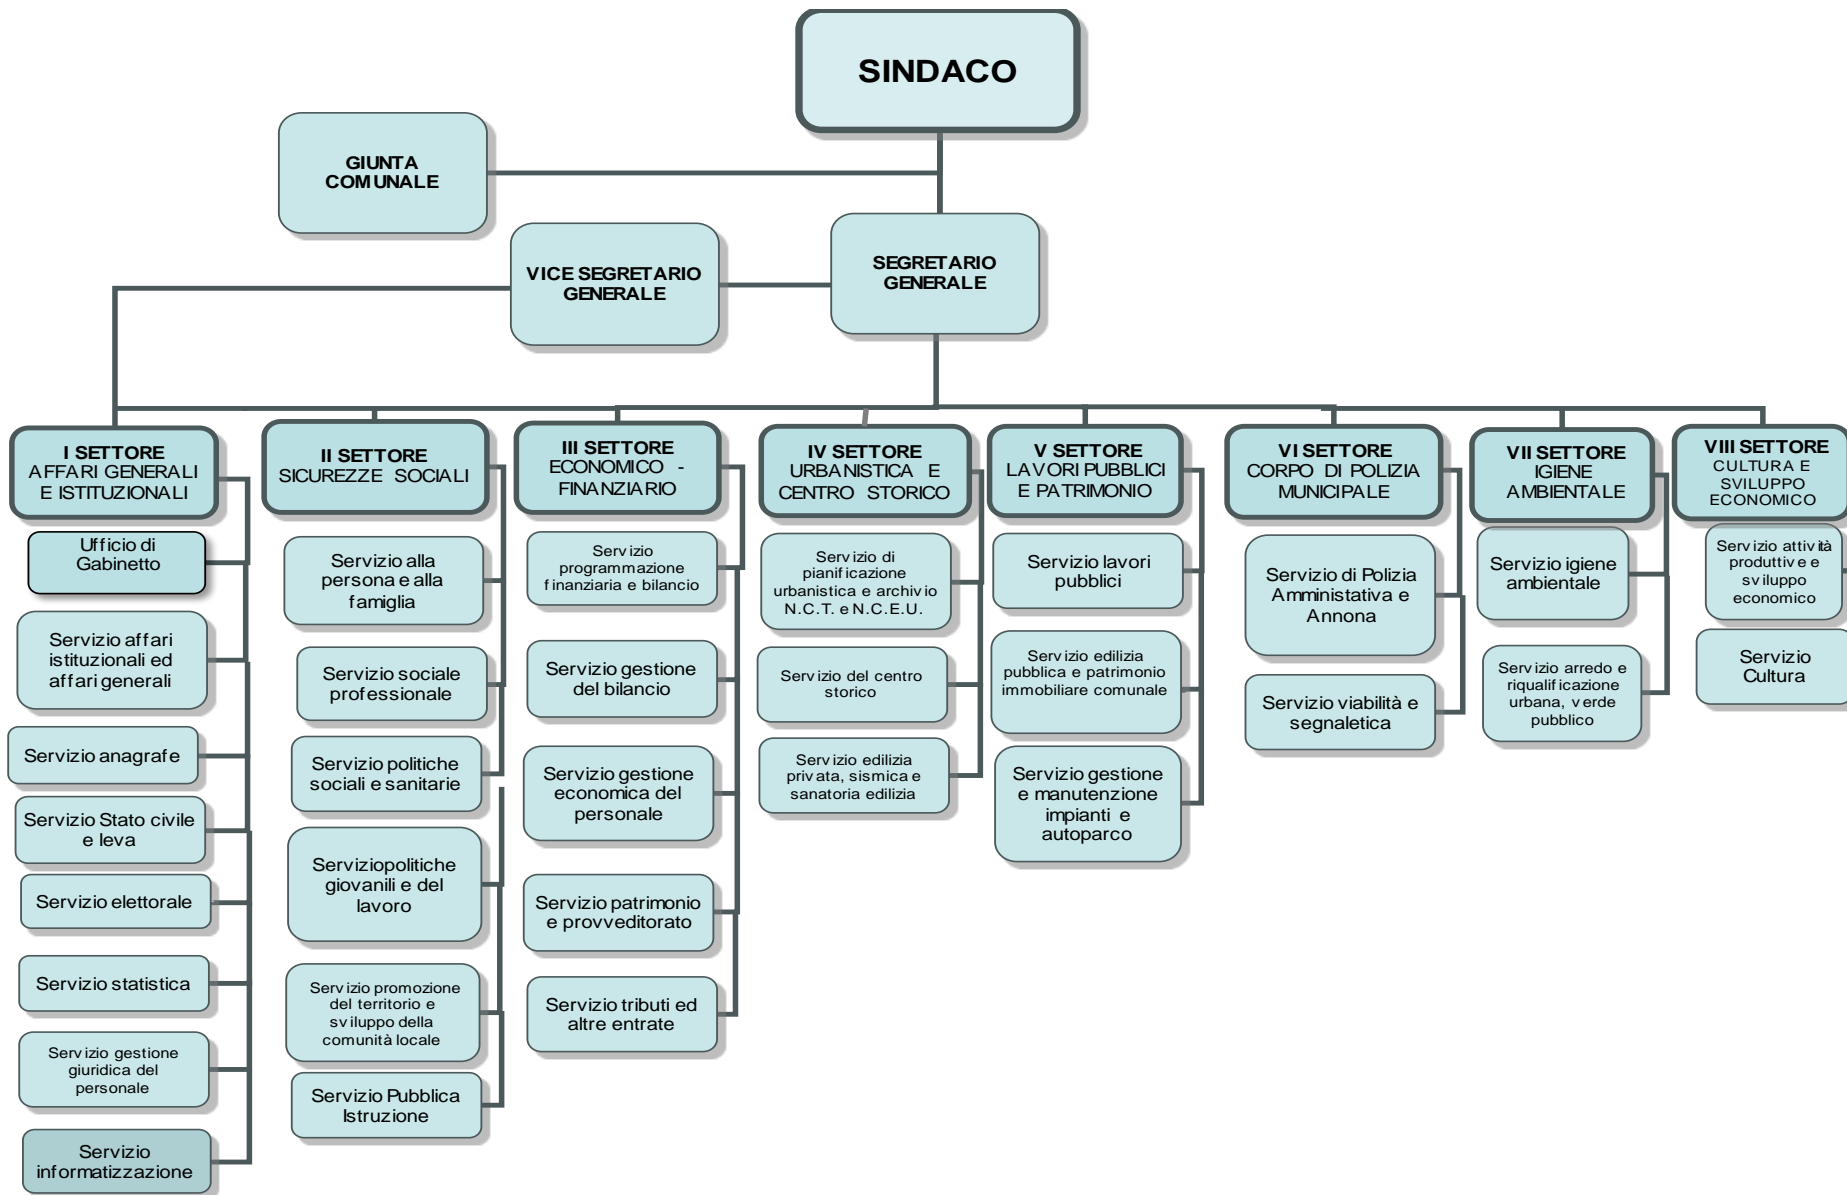 SINDACO
GIUNTA
COMUNALE
VICE SEGRETARIO
GENERALE
SEGRETARIO
GENERALE
I SETTORE
AFFARI GENERALI
E ISTITUZIONALI
Ufficio di
Gabinetto
Servizio affari
istituzionali ed
affari generali
Servizio anagrafe
Servizio Stato civile
e leva
Servizio elettorale
Servizio statistica
Servizio gestione
giuridica del
personale
Servizio
informatizzazione
II SETTORE
SICUREZZE SOCIALI
Servizio alla
persona e alla
famiglia
Servizio sociale
professionale
Servizio politiche
sociali e sanitarie
Serviziopolitiche
giovanili e del
lavoro
Servizio promozione
del territorio e
sviluppo della
comunità locale
Servizio Pubblica
Istruzione
III SETTORE
ECONOMICO -
FINANZIARIO
Servizio
programmazione
finanziaria e bilancio
Servizio gestione
del bilancio
Servizio gestione
economica del
personale
Servizio patrimonio
e provveditorato
Servizio tributi ed
altre entrate
IV SETTORE
URBANISTICA E
CENTRO STORICO
Servizio di
pianificazione
urbanistica e archivio
N.C.T. e N.C.E.U.
Servizio del centro
storico
Servizio edilizia
privata, sismica e
sanatoria edilizia
V SETTORE
LAVORI PUBBLICI
E PATRIMONIO
Servizio lavori
pubblici
Servizio edilizia
pubblica e patrimonio
immobiliare comunale
Servizio gestione
e manutenzione
impianti e
autoparco
VI SETTORE
CORPO DI POLIZIA
MUNICIPALE
Servizio di Polizia
Amministativa e
Annona
Servizio viabilità e
segnaletica
VII SETTORE
IGIENE
AMBIENTALE
Servizio igiene
ambientale
Servizio arredo e
riqualificazione
urbana, verde
pubblico
VIII SETTORE
CULTURA E
SVILUPPO
ECONOMICO
Servizio attività
produttive e
sviluppo
economico
Servizio
Cultura